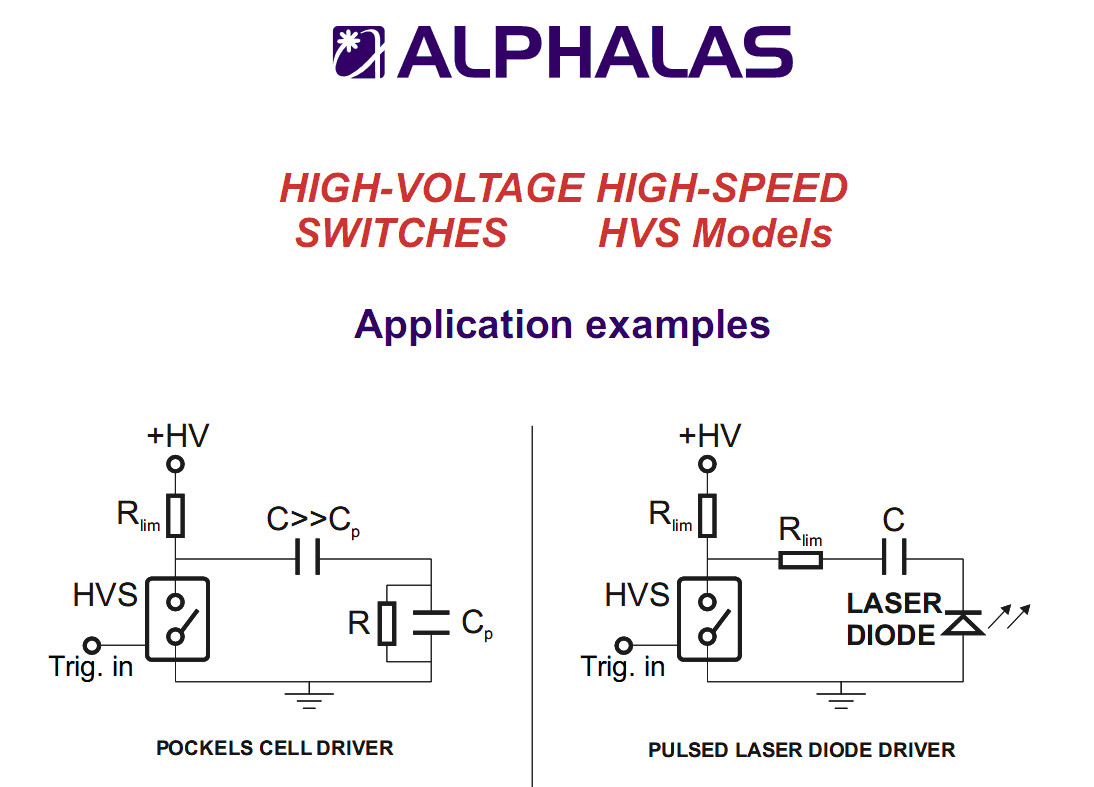 ALPHALAS
HIGH-VOLTAGE HIGH-SPEED
SWITCHES HVS Models
Application examples
+HV
Rlim
C>>Cp
HVS
R
Cp
Trig. in
POCKELS CELL DRIVER
+HV
Rlim
Rlim
C
HVS
LASER
DIODE
Trig. in
PULSED LASER DIODE DRIVER